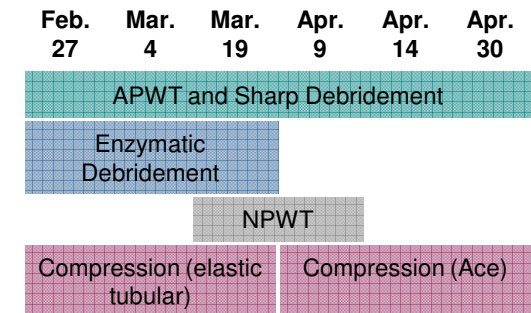 Feb. Mar. Mar. Apr. Apr. Apr.
27 4 19 9 14 30
APWT and Sharp Debridement
Enzymatic
Debridement
NPWT
Compression (elastic
tubular)
Compression (Ace)